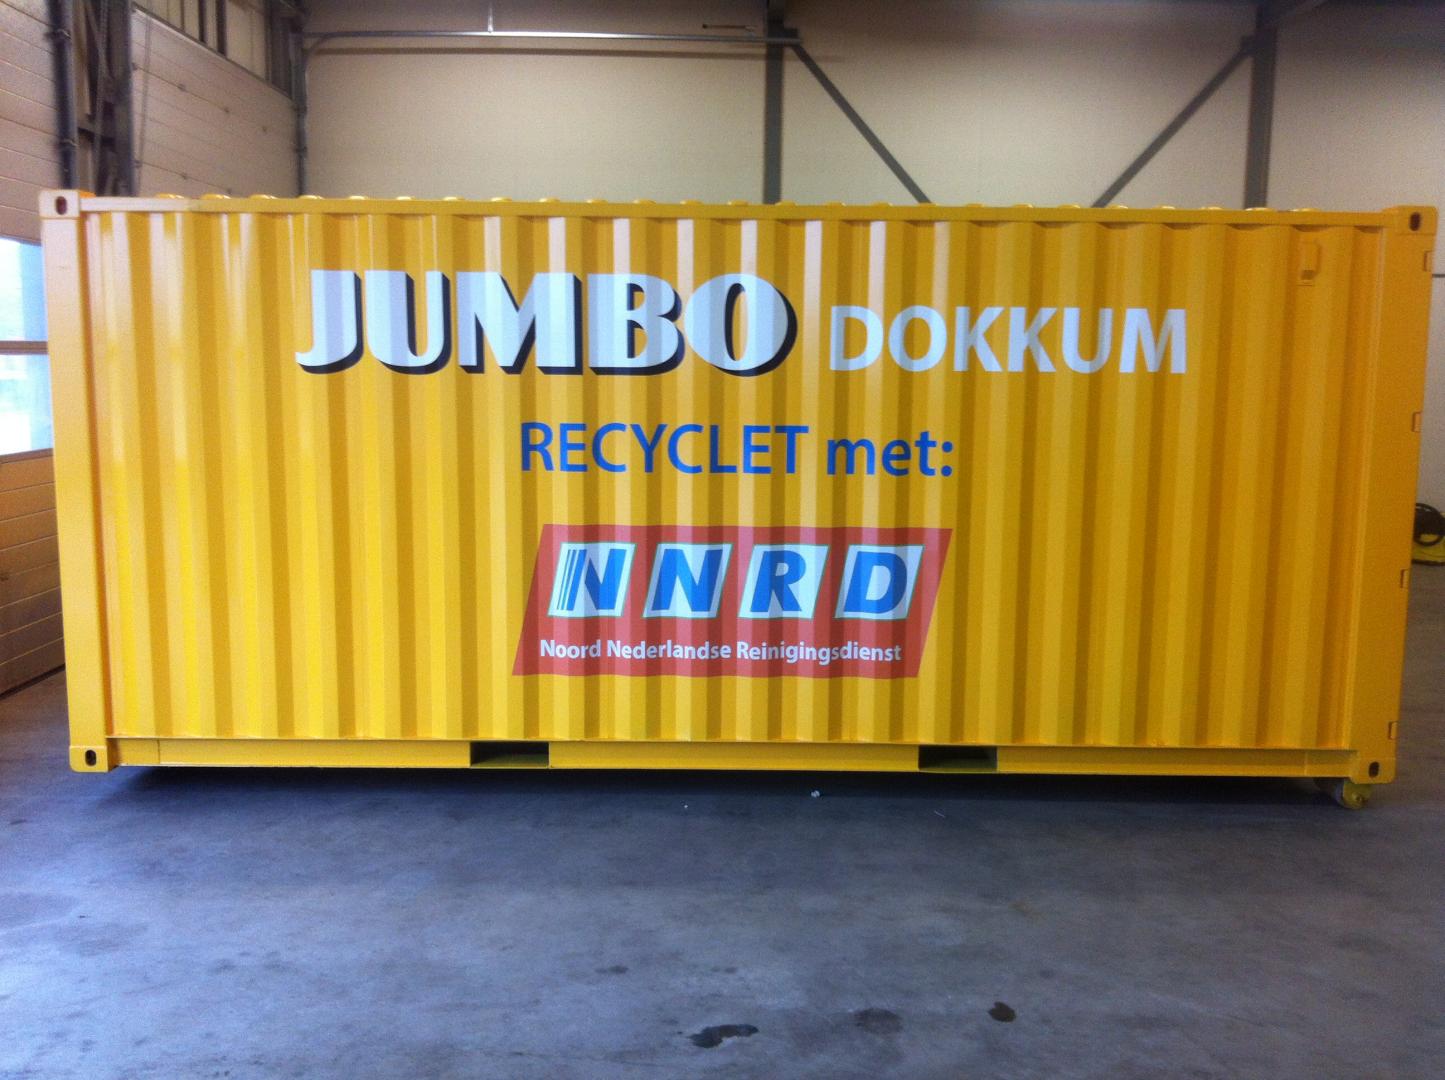 JUMBO DOKKUM
RECYCLET met:
NNRD
Noord Nederlandse Reinigingsdienst